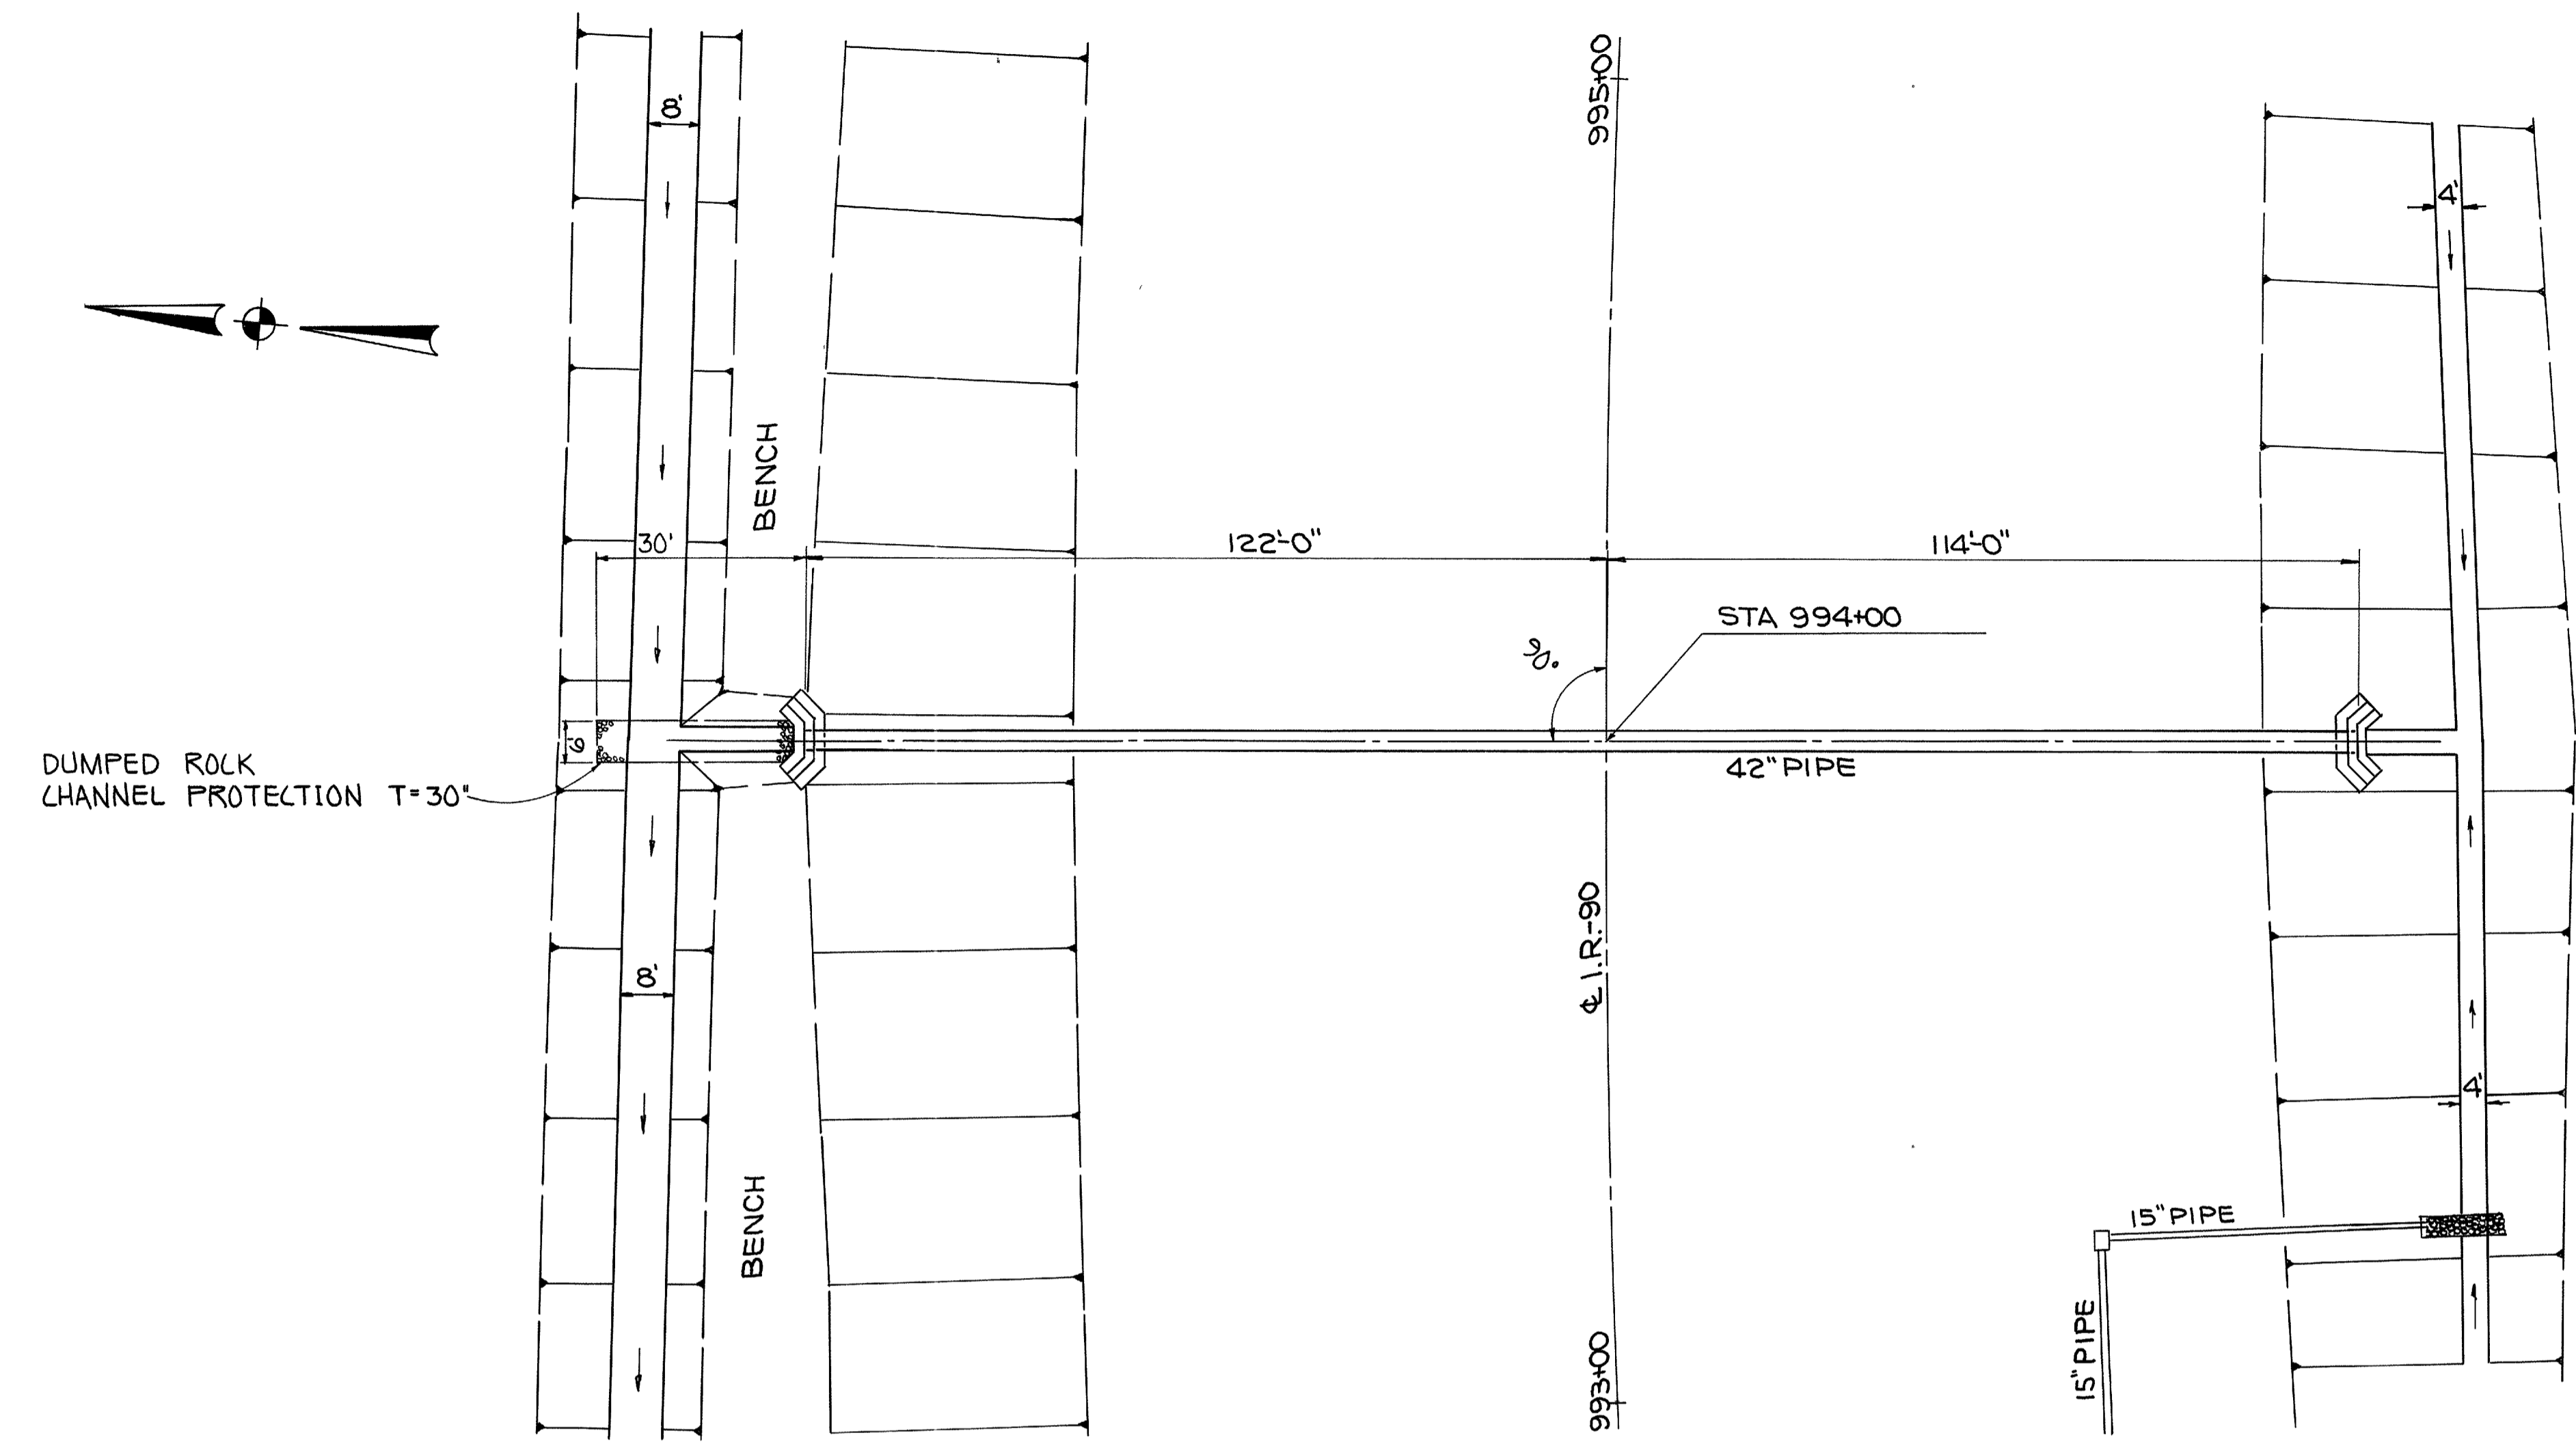 995+00
8'
4'
BENCH
30'
122'-0"
114'-0"
STA 994+00
90°
6'
DUMPED ROCK
CHANNEL PROTECTION T=30"
42" PIPE
℄ I.R.-90
8'
4'
BENCH
15" PIPE
15" PIPE
993+00